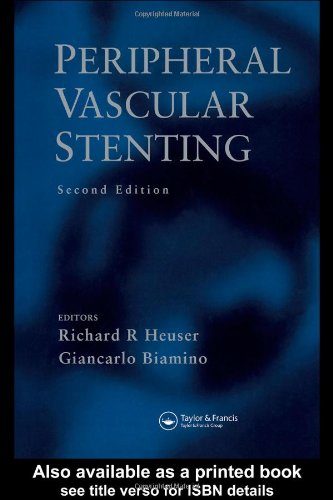 PERIPHERAL
VASCULAR
STENTING
Second Edition
EDITORS
Richard R Heuser
Giancarlo Biamino
Taylor & Francis
Taylor & Francis Group
Also available as a printed book
see title verso for ISBN details